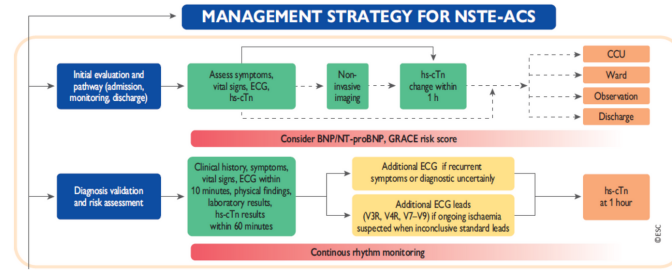 MANAGEMENT STRATEGY FOR NSTE-ACS
Initial evaluation and
pathway (admission,
monitoring, discharge)
Assess symptoms,
vital signs, ECG,
hs-cTn
Non-
invasive
imaging
hs-cTn
change within
1 h
CCU
Ward
Observation
Discharge
Consider BNP/NT-proBNP, GRACE risk score
Diagnosis validation
and risk assessment
Clinical history, symptoms,
vital signs, ECG within
10 minutes, physical findings,
laboratory results,
hs-cTn results
within 60 minutes
Additional ECG if recurrent
symptoms or diagnostic uncertainly
Additional ECG leads
(V3R, V4R, V7–V9) if ongoing ischaemia
suspected when inconclusive standard leads
hs-cTn
at 1 hour
Continous rhythm monitoring
©ESC